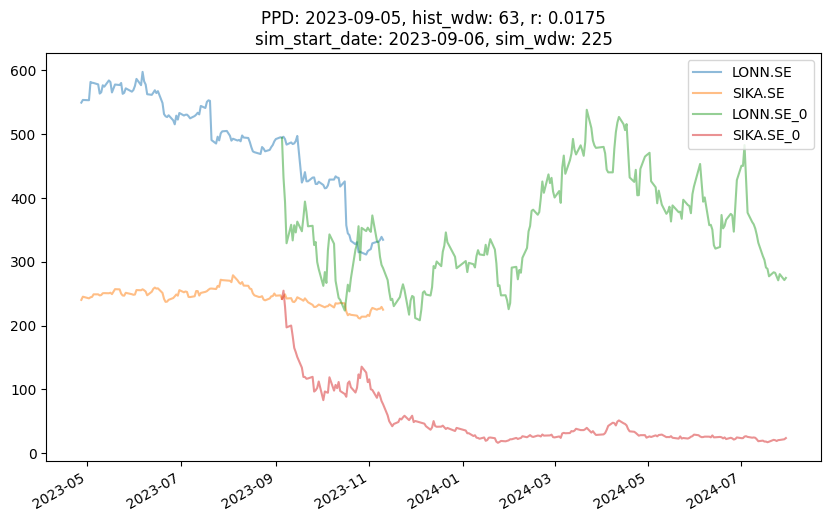 PPD: 2023-09-05, hist_wdw: 63, r: 0.0175
sim_start_date: 2023-09-06, sim_wdw: 225
LONN.SE
SIKA.SE
LONN.SE_0
SIKA.SE_0
600
500
400
300
200
100
0
2023-05
2023-07
2023-09
2023-11
2024-01
2024-03
2024-05
2024-07